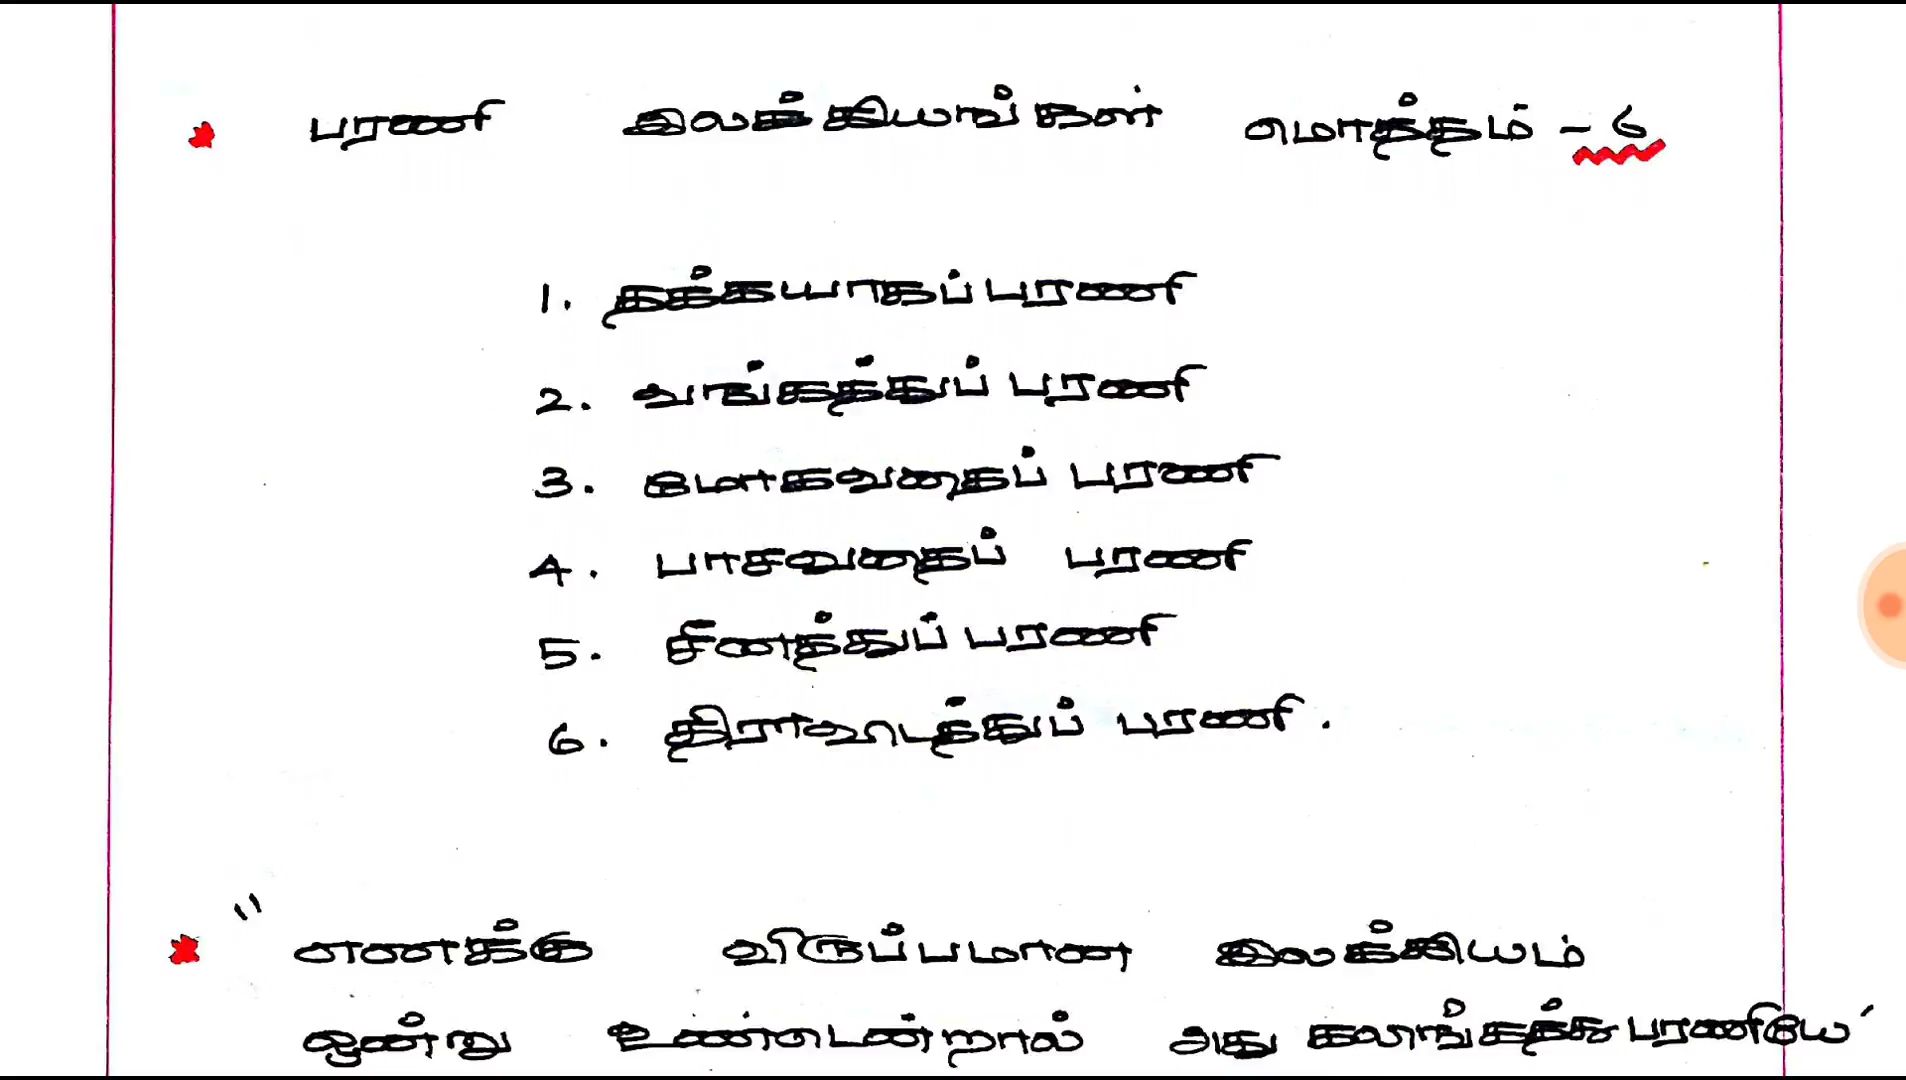 * பரணி இலக்கியங்கள் மொத்தம் - 6
1. தக்கயாகப்பரணி
2. வங்கத்துப் பரணி
3. மோகவதைப் பரணி
4. பாசவதைப் பரணி
5. சீனத்துப் பரணி
6. திராவிடத்துப் பரணி.
* " எனக்கு விருப்பமான இலக்கியம்
ஒன்று உண்டென்றால் அது கலிங்கத்துபரணியே'